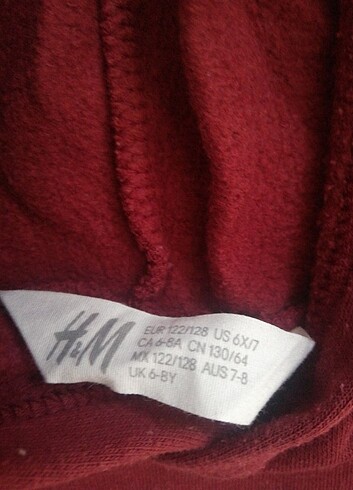 H&M
EUR 122/128 US 6X/7
CA 6-8A CN 130/64
MX 122/128 AUS 7-8
UK 6-8Y